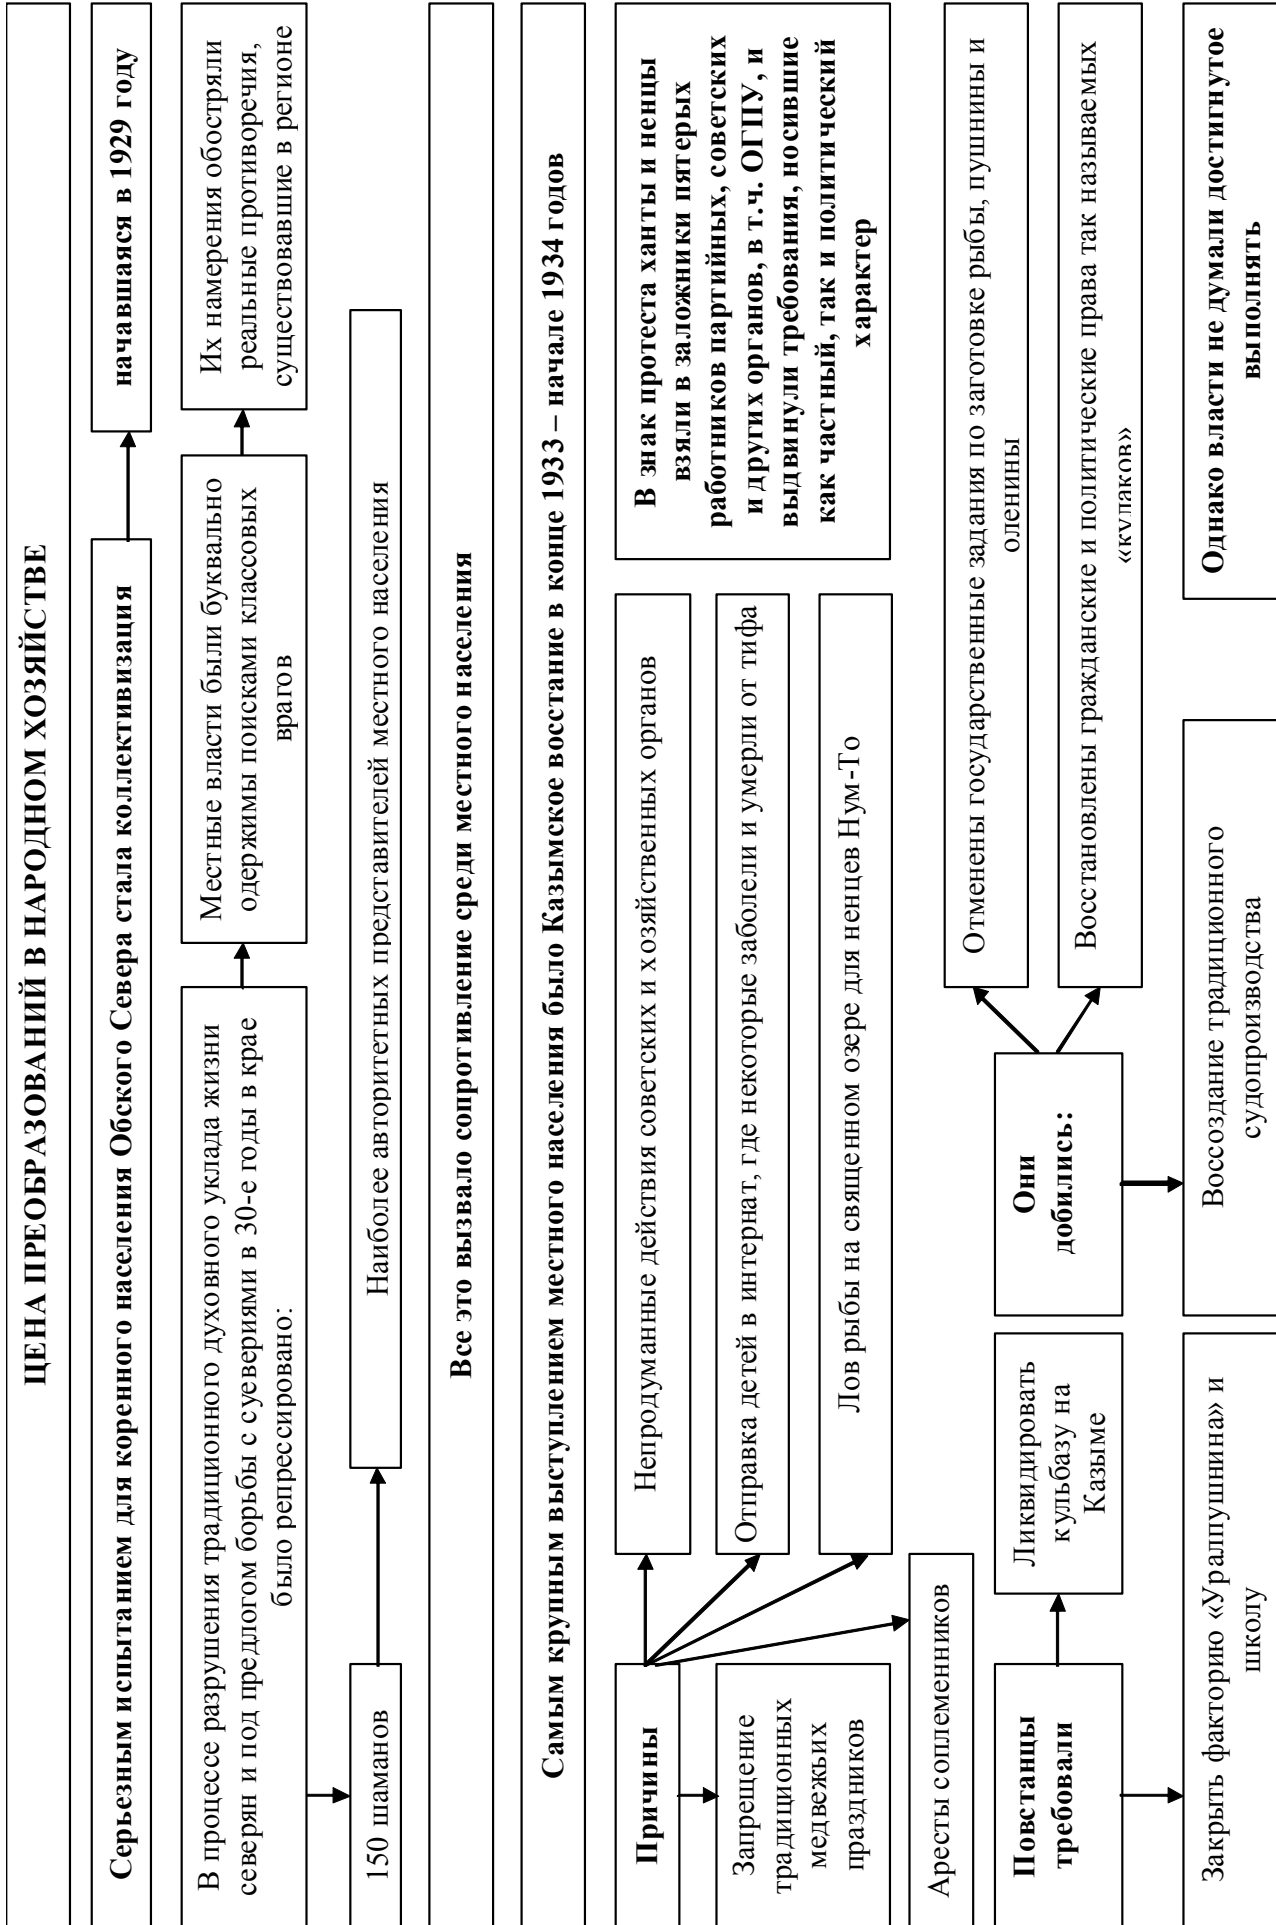 ЦЕНА ПРЕОБРАЗОВАНИЙ В НАРОДНОМ ХОЗЯЙСТВЕ
Серьезным испытанием для коренного населения Обского Севера стала коллективизация
начавшаяся в 1929 году
В процессе разрушения традиционного духовного уклада жизни
северян и под предлогом борьбы с суевериями в 30-е годы в крае
было репрессировано:
Местные власти были буквально
одержимы поисками классовых
врагов
Их намерения обостряли
реальные противоречия,
существовавшие в регионе
150 шаманов
Наиболее авторитетных представителей местного населения
Все это вызвало сопротивление среди местного населения
Самым крупным выступлением местного населения было Казымское восстание в конце 1933 – начале 1934 годов
Причины
Непродуманные действия советских и хозяйственных органов
Отправка детей в интернат, где некоторые заболели и умерли от тифа
Лов рыбы на священном озере для ненцев Нум-То
Запрещение
традиционных
медвежьих
праздников
Аресты соплеменников
В знак протеста ханты и ненцы
взяли в заложники пятерых
работников партийных, советских
и других органов, в т.ч. ОГПУ, и
выдвинули требования, носившие
как частный, так и политический
характер
Повстанцы
требовали
Ликвидировать
культбазу на
Казыме
Закрыть факторию «Уралпушнина» и
школу
Они
добились:
Отменены государственные задания по заготовке рыбы, пушнины и
оленины
Восстановлены гражданские и политические права так называемых
«кулаков»
Воссоздание традиционного
судопроизводства
Однако власти не думали достигнутое
выполнять